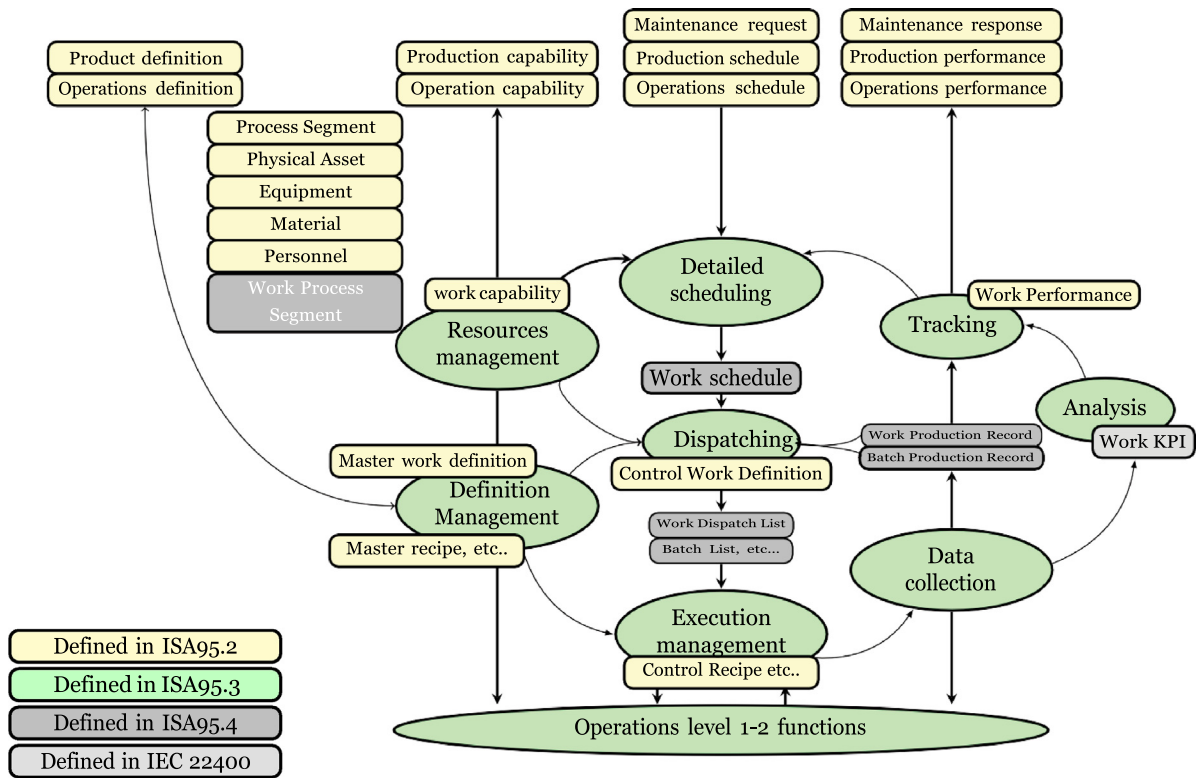 Maintenance request
Maintenance response
Product definition
Production capability
Production schedule
Production performance
Operations definition
Operation capability
Operations schedule
Operations performance
Process Segment
Physical Asset
Equipment
Material
Personnel
Work Process
Segment
work capability
Resources
management
Detailed
scheduling
Work Performance
Tracking
Work schedule
Analysis
Work KPI
Dispatching
Work Production Record
Batch Production Record
Control Work Definition
Master work definition
Definition
Management
Master recipe, etc..
Work Dispatch List
Batch List, etc...
Data
collection
Execution
management
Control Recipe etc..
Operations level 1-2 functions
Defined in ISA95.2
Defined in ISA95.3
Defined in ISA95.4
Defined in IEC 22400